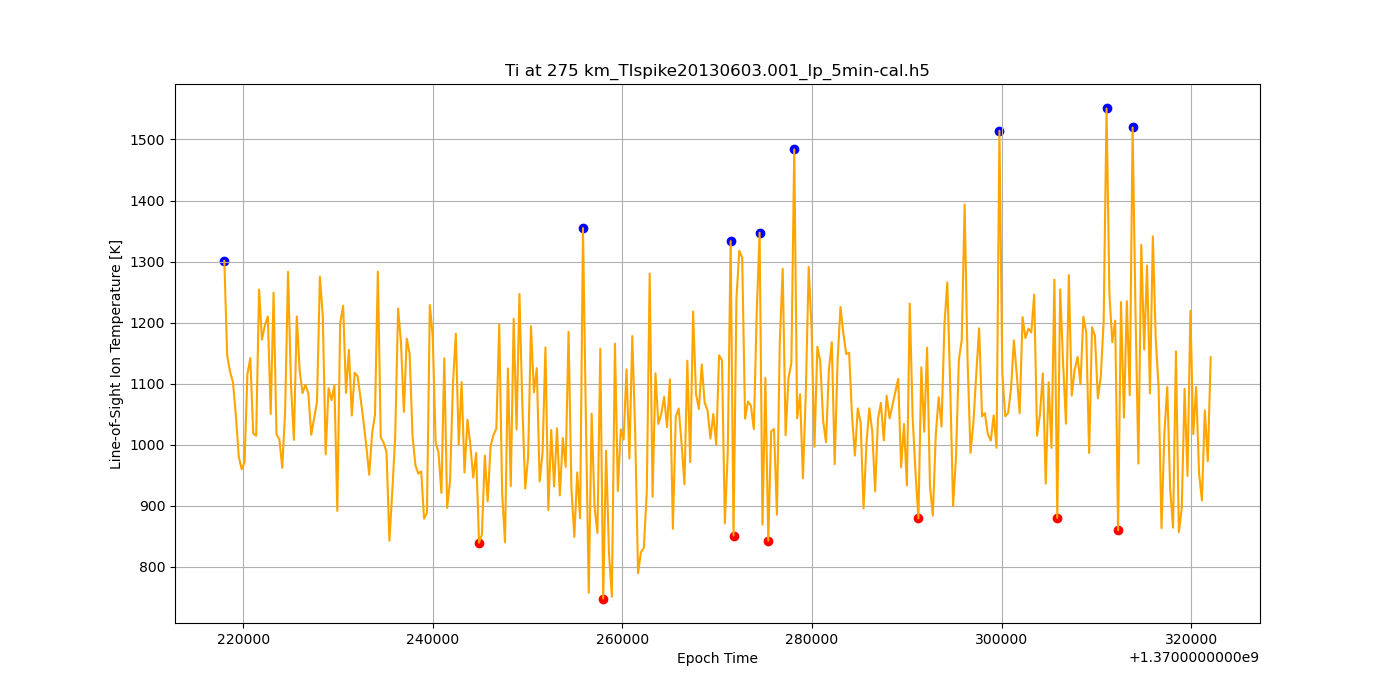 Ti at 275 km_TIspike20130603.001_lp_5min-cal.h5
Line-of-Sight Ion Temperature [K]
1500
1400
1300
1200
1100
1000
900
800
220000 240000 260000 280000 300000 320000
Epoch Time
+1.3700000000e9